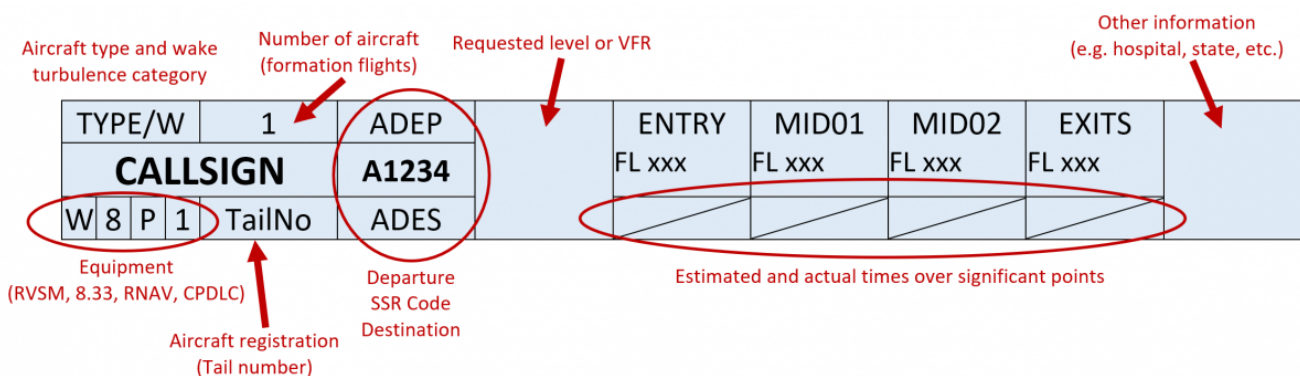 Aircraft type and wake
turbulence category
Number of aircraft
(formation flights)
Requested level or VFR
Other information
(e.g. hospital, state, etc.)
TYPE/W 1 ADEP ENTRY MID01 MID02 EXITS
FL xxx FL xxx FL xxx FL xxx
CALLSIGN A1234
W 8 P 1 TailNo ADES
Equipment
(RVSM, 8.33, RNAV, CPDLC)
Aircraft registration
(Tail number)
Departure
SSR Code
Destination
Estimated and actual times over significant points